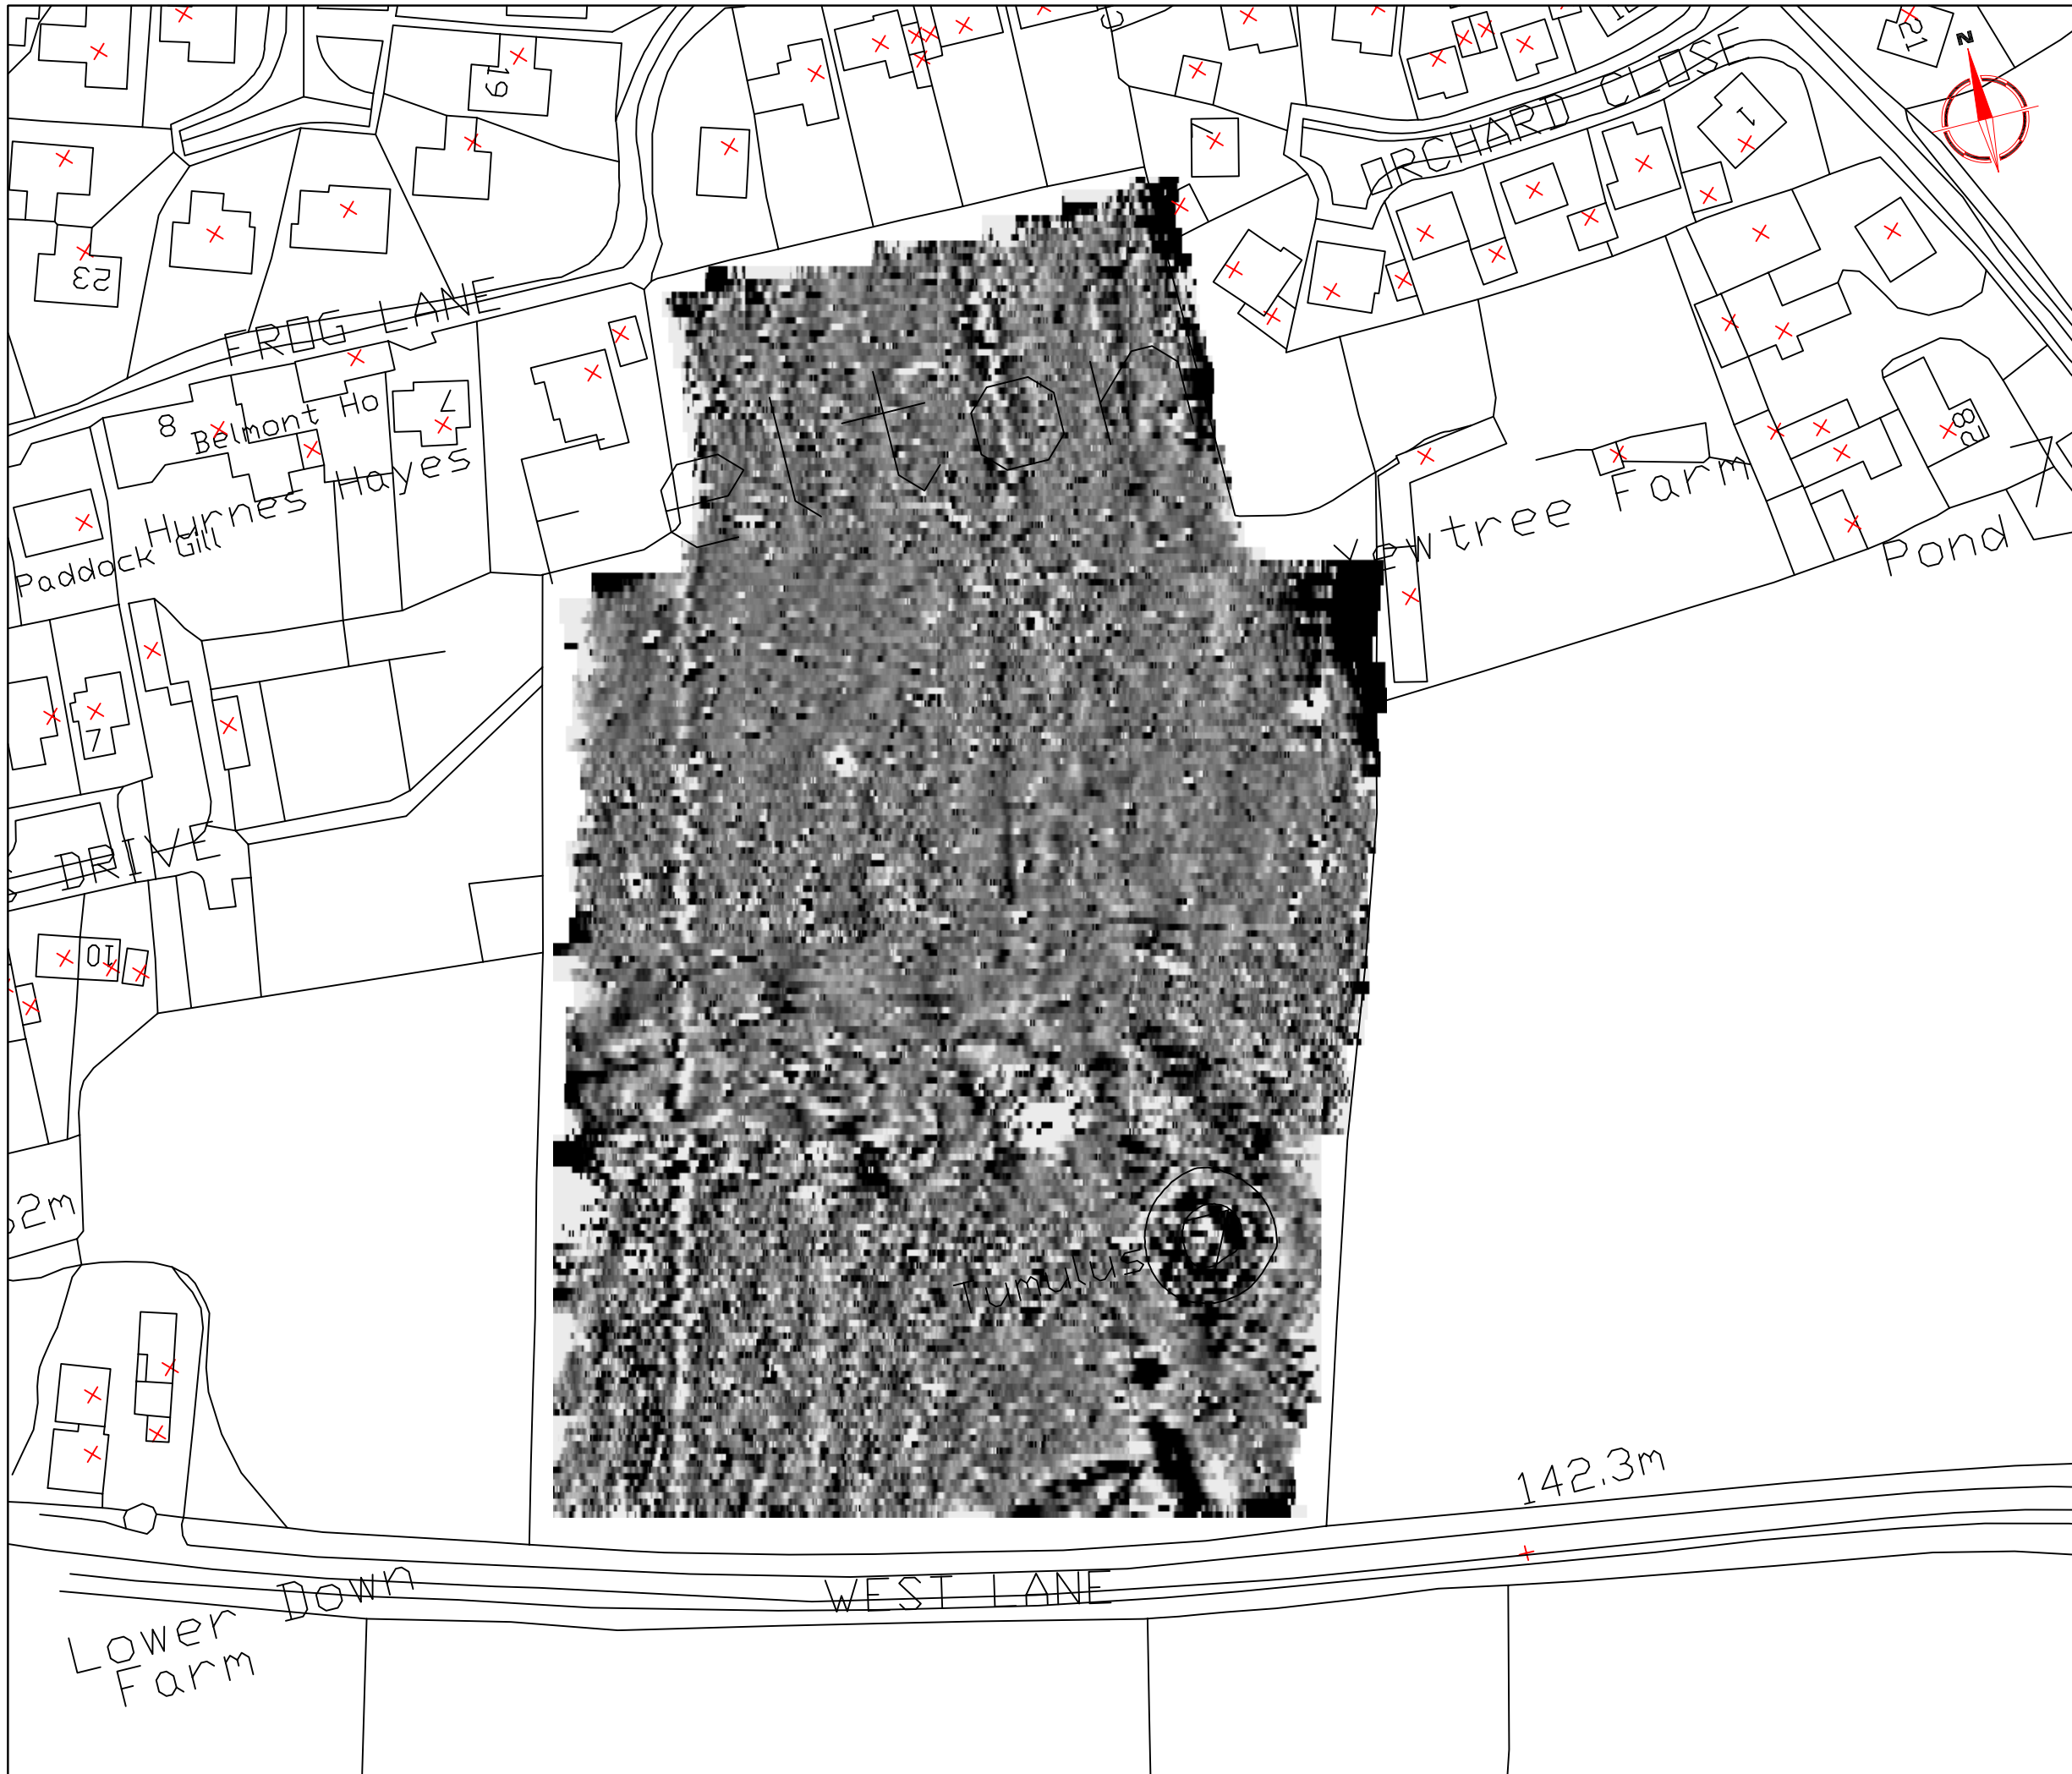 19
21
N
ORCHARD CLOSE
1
23
FROG LANE
8
Belmont Ho
7
Hurnes Hayes
Paddock Gill
Yewtree Farm
Pond
7
DRIVE
10
142.3m
Tumulus
WEST LANE
Lower Down
Farm